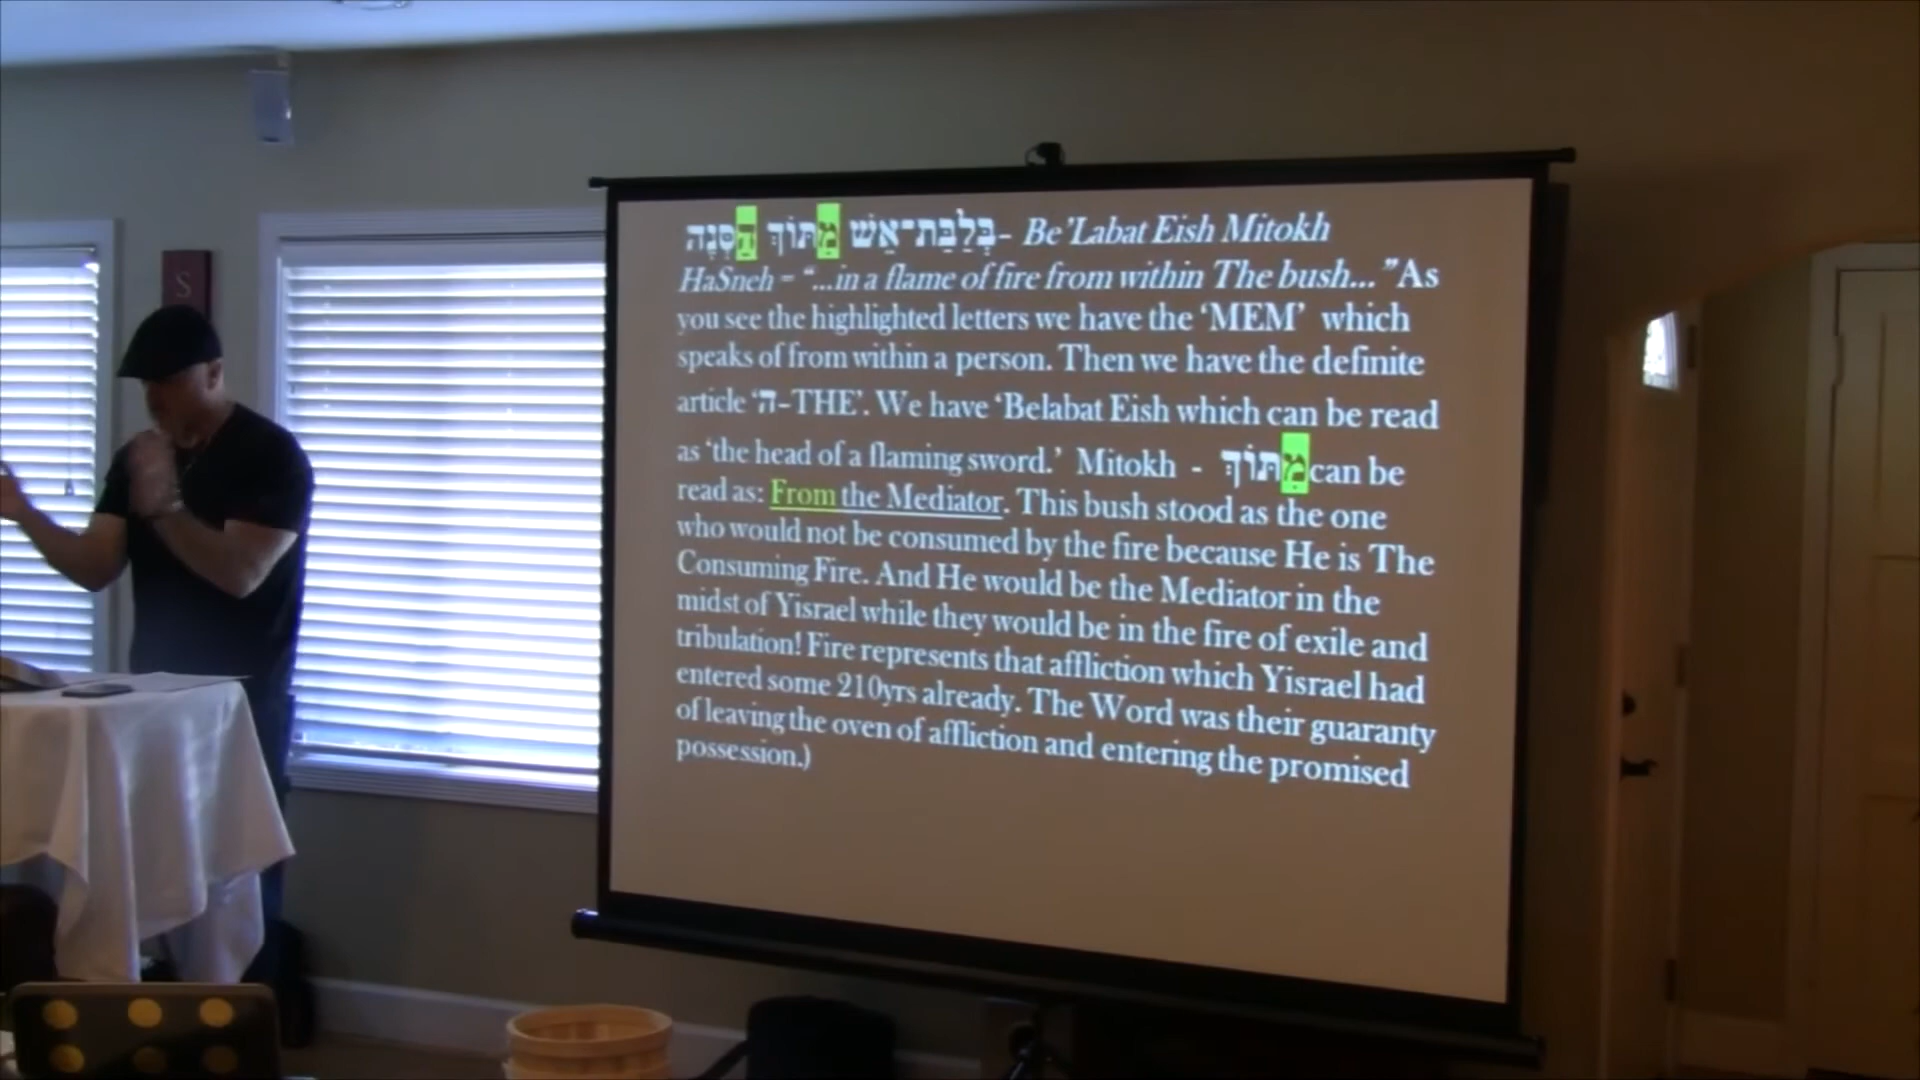 S
בְּלַבַּת־אֵשׁ מִתּוֹךְ הַסְּנֶה - Be'Labat Eish Mitokh
HaSneh – “...in a flame of fire from within The bush...” As
you see the highlighted letters we have the ‘MEM’ which
speaks of from within a person. Then we have the definite
article ‘ה-THE’. We have ‘Belabat Eish which can be read
as ‘the head of a flaming sword.’ Mitokh - מִתּוֹךְ can be
read as: From the Mediator. This bush stood as the one
who would not be consumed by the fire because He is The
Consuming Fire. And He would be the Mediator in the
midst of Yisrael while they would be in the fire of exile and
tribulation! Fire represents that affliction which Yisrael had
entered some 210yrs already. The Word was their guaranty
of leaving the oven of affliction and entering the promised
possession.)